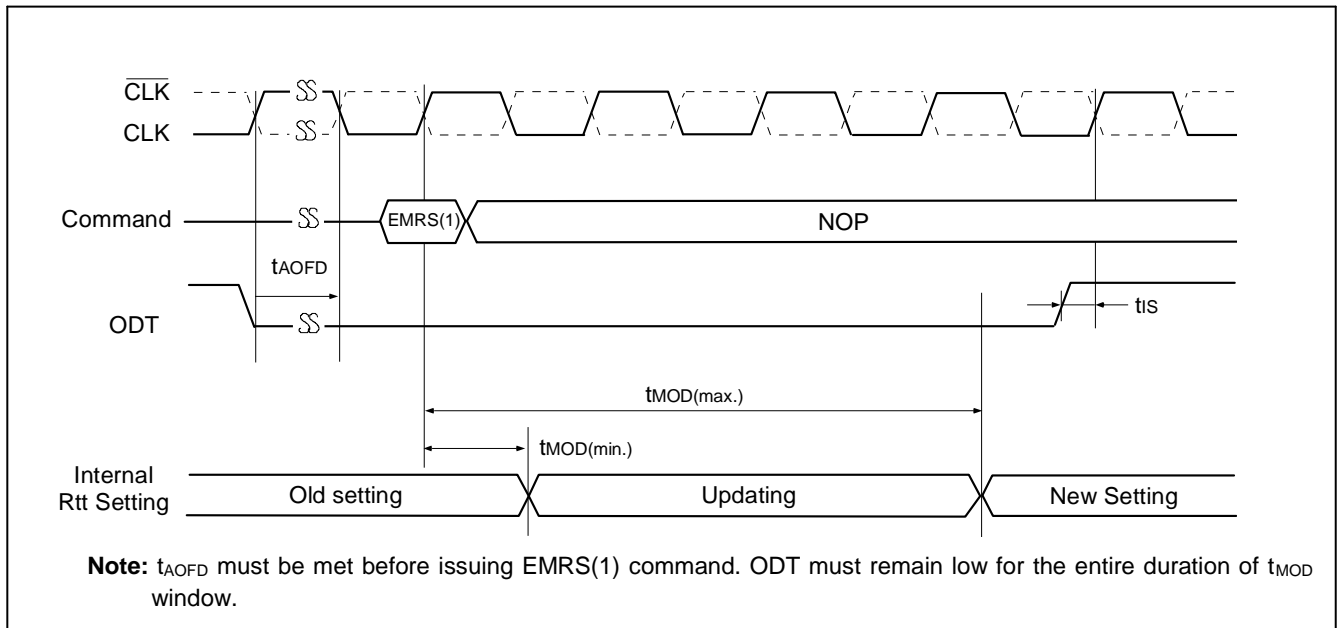 CLK
CLK
Command
EMRS(1)
NOP
tAOFD
ODT
tIS
tMOD(max.)
tMOD(min.)
Internal
Rtt Setting
Old setting
Updating
New Setting
Note: tAOFD must be met before issuing EMRS(1) command. ODT must remain low for the entire duration of tMOD
window.